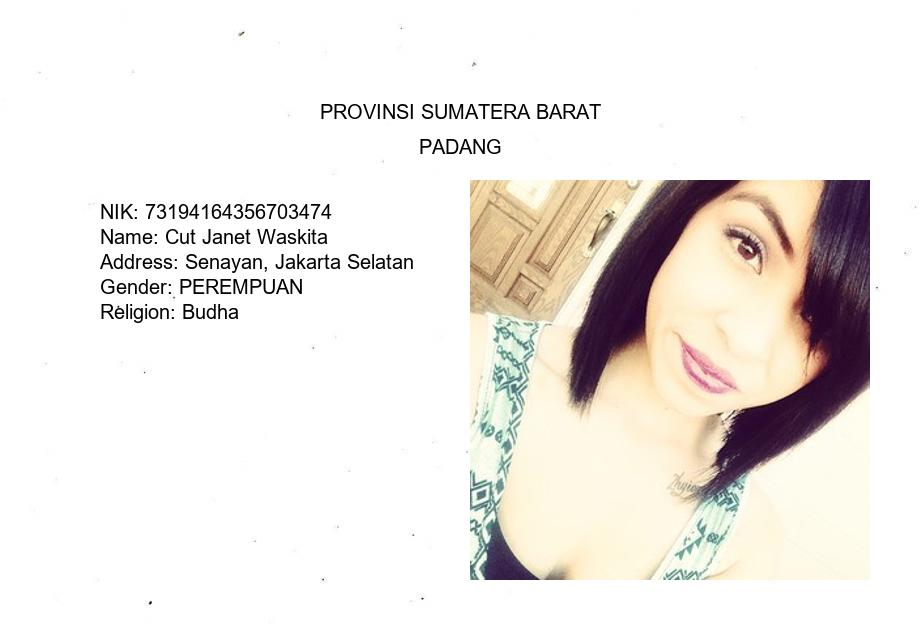 PROVINSI SUMATERA BARAT
PADANG
NIK: 73194164356703474
Name: Cut Janet Waskita
Address: Senayan, Jakarta Selatan
Gender: PEREMPUAN
Religion: Budha